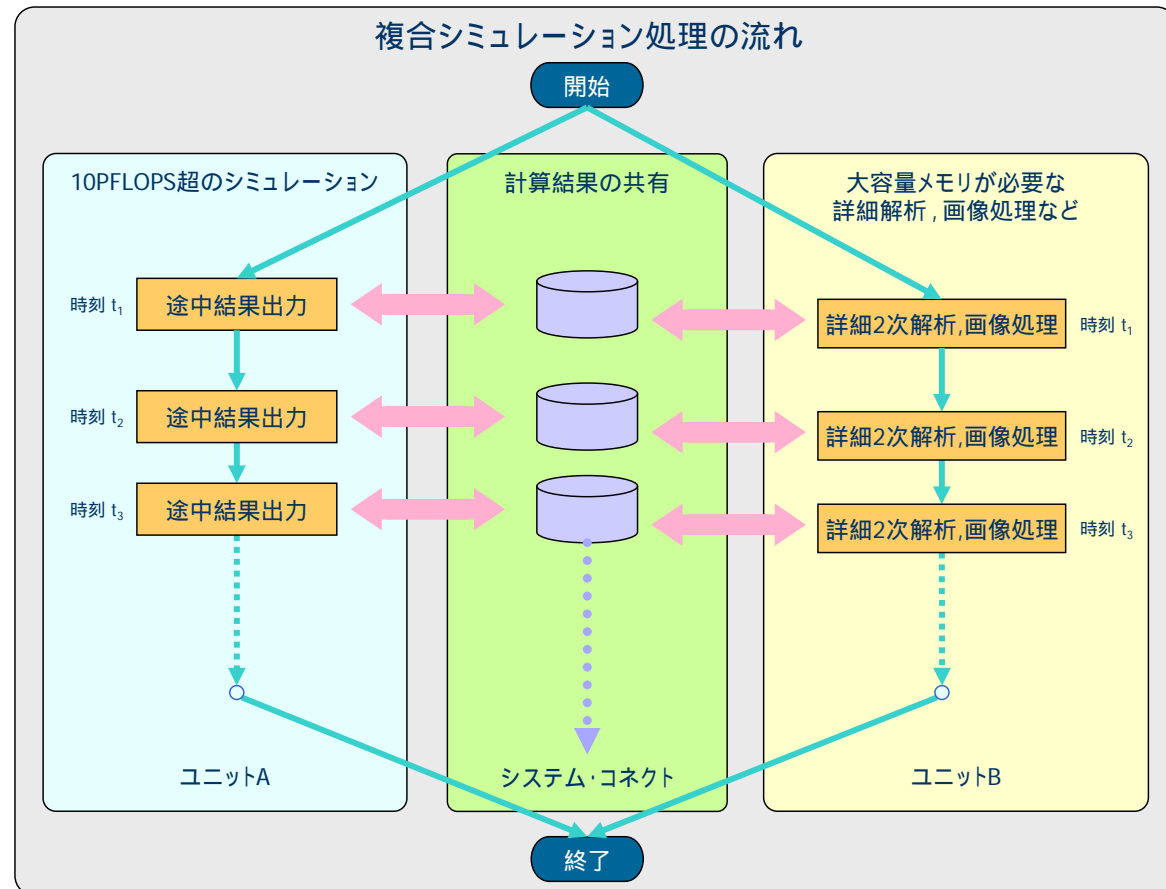 複合シミュレーション処理の流れ
開始
10PFLOPS超のシミュレーション
時刻 t1
途中結果出力
時刻 t2
途中結果出力
時刻 t3
途中結果出力
ユニットA
計算結果の共有
システム・コネクト
大容量メモリが必要な
詳細解析,画像処理など
詳細2次解析,画像処理
時刻 t1
詳細2次解析,画像処理
時刻 t2
詳細2次解析,画像処理
時刻 t3
ユニットB
終了